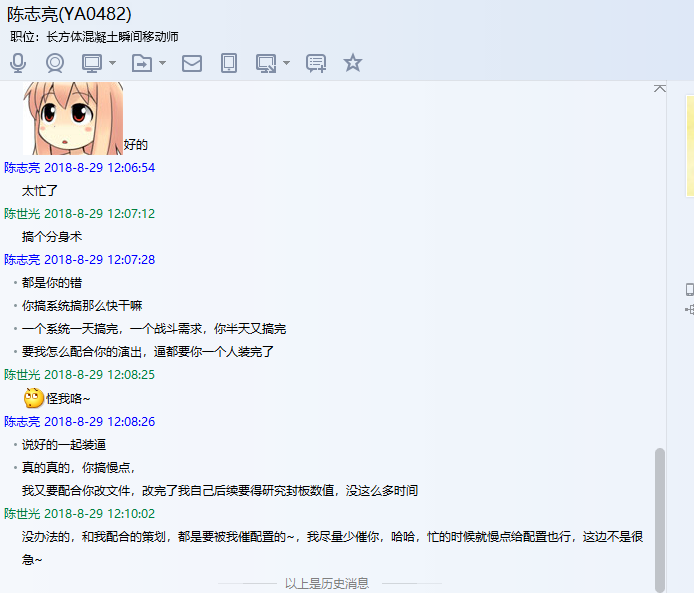 陈志亮(YA0482)
职位：长方体混凝土瞬间移动师
好的
陈志亮 2018-8-29 12:06:54
太忙了
陈世光 2018-8-29 12:07:12
搞个分身术
陈志亮 2018-8-29 12:07:28
都是你的错
你搞系统搞那么快干嘛
一个系统一天搞完，一个战斗需求，你半天又搞完
要我怎么配合你的演出，逼都要你一个人装完了
陈世光 2018-8-29 12:08:25
怪我咯~
陈志亮 2018-8-29 12:08:26
说好的一起装逼
真的真的，你搞慢点，
我又要配合你改文件，改完了我自己后续要得研究封板数值，没这么多时间
陈世光 2018-8-29 12:10:02
没办法的，和我配合的策划，都是要被我催配置的~，我尽量少催你，哈哈，忙的时候就慢点给配置也行，这边不是很
急~
以上是历史消息